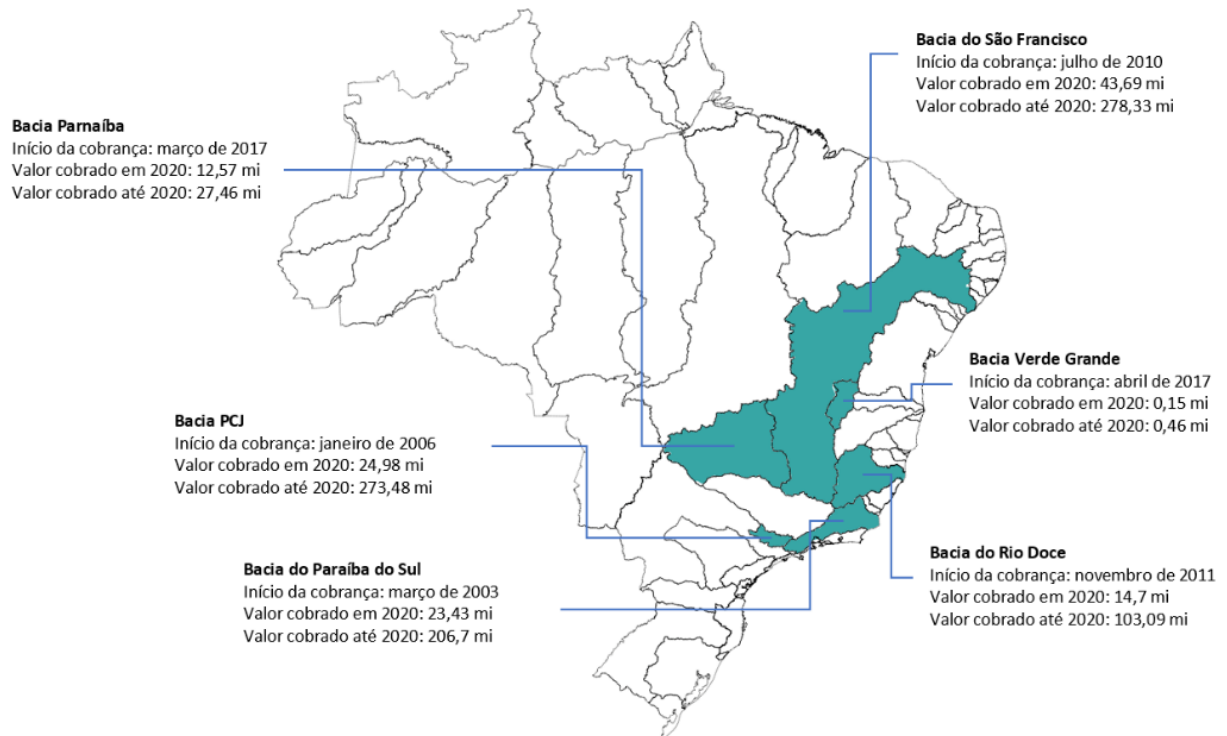 Bacia do São Francisco
Início da cobrança: julho de 2010
Valor cobrado em 2020: 43,69 mi
Valor cobrado até 2020: 278,33 mi
Bacia Parnaíba
Início da cobrança: março de 2017
Valor cobrado em 2020: 12,57 mi
Valor cobrado até 2020: 27,46 mi
Bacia Verde Grande
Início da cobrança: abril de 2017
Valor cobrado em 2020: 0,15 mi
Valor cobrado até 2020: 0,46 mi
Bacia PCJ
Início da cobrança: janeiro de 2006
Valor cobrado em 2020: 24,98 mi
Valor cobrado até 2020: 273,48 mi
Bacia do Rio Doce
Início da cobrança: novembro de 2011
Valor cobrado em 2020: 14,7 mi
Valor cobrado até 2020: 103,09 mi
Bacia do Paraíba do Sul
Início da cobrança: março de 2003
Valor cobrado em 2020: 23,43 mi
Valor cobrado até 2020: 206,7 mi